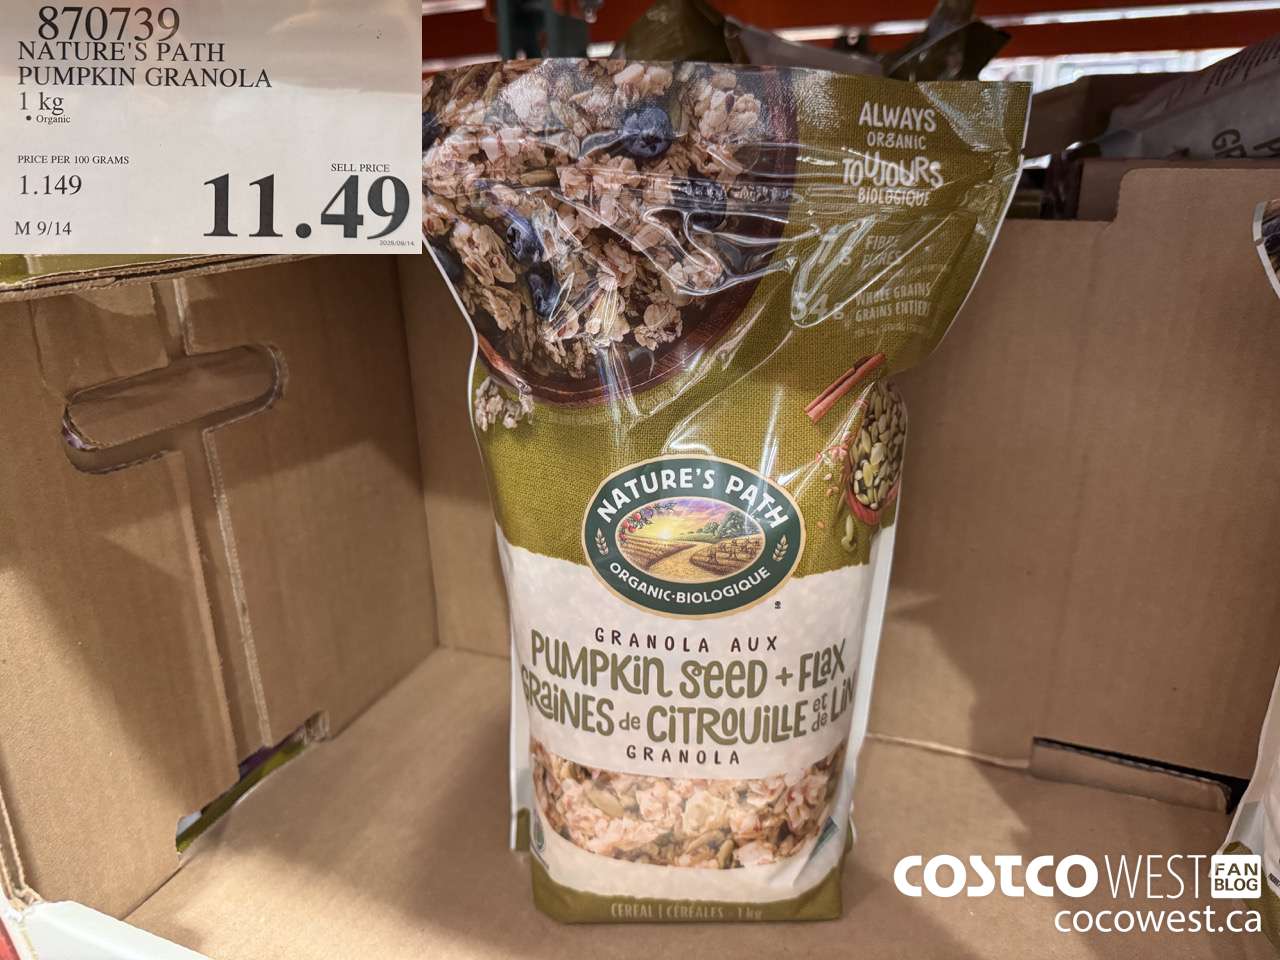 870739
NATURE'S PATH
PUMPKIN GRANOLA
1 kg
• Organic
PRICE PER 100 GRAMS
SELL PRICE
1.149
11.49
M 9/14
ALWAYS
ORGANIC
TOUJOURS
BIOLOGIQUE
WHOLE GRAINS
GRAINS ENTIERS
NATURE'S PATH
ORGANIC·BIOLOGIQUE
GRANOLA AUX
PUMPKIN SEED + FLAX
GRAINES de CITROUILLE et de LIN
GRANOLA
CEREAL | CÉRÉALES - 1 kg
COSTCO WEST FAN BLOG
cocowest.ca